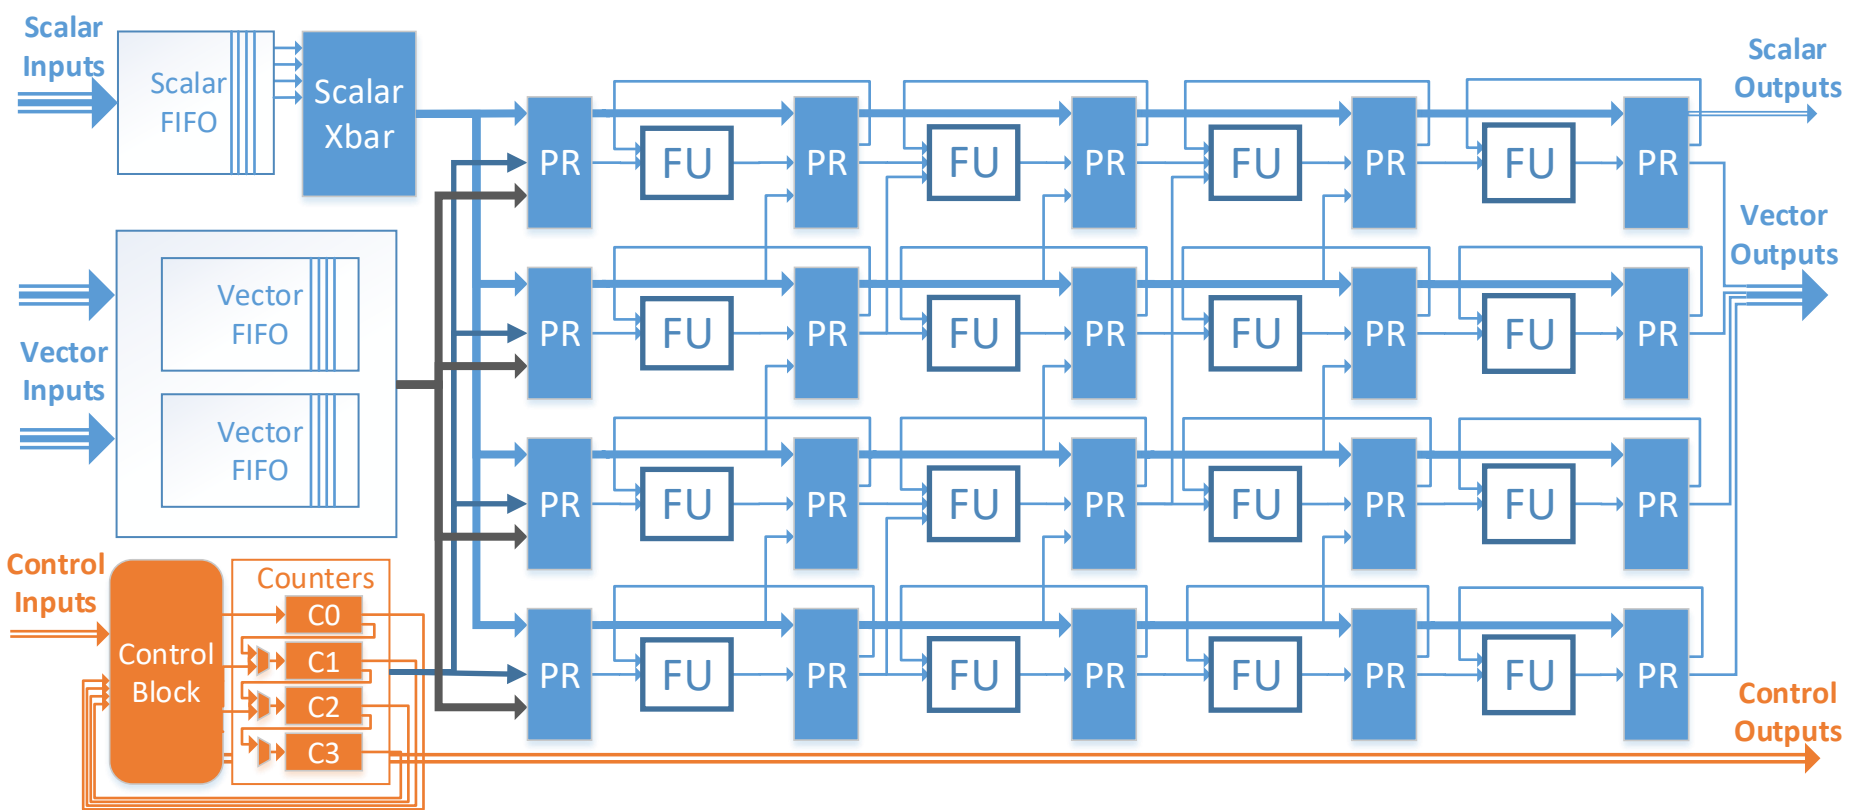 Scalar
Inputs
Scalar
FIFO
Scalar
Xbar
Scalar
Outputs
PR
FU
PR
FU
PR
FU
PR
FU
PR
Vector
Outputs
Vector
FIFO
PR
FU
PR
FU
PR
FU
PR
FU
PR
Vector
Inputs
Vector
FIFO
PR
FU
PR
FU
PR
FU
PR
FU
PR
Control
Inputs
Control
Block
Counters
C0
C1
C2
C3
PR
FU
PR
FU
PR
FU
PR
FU
PR
Control
Outputs